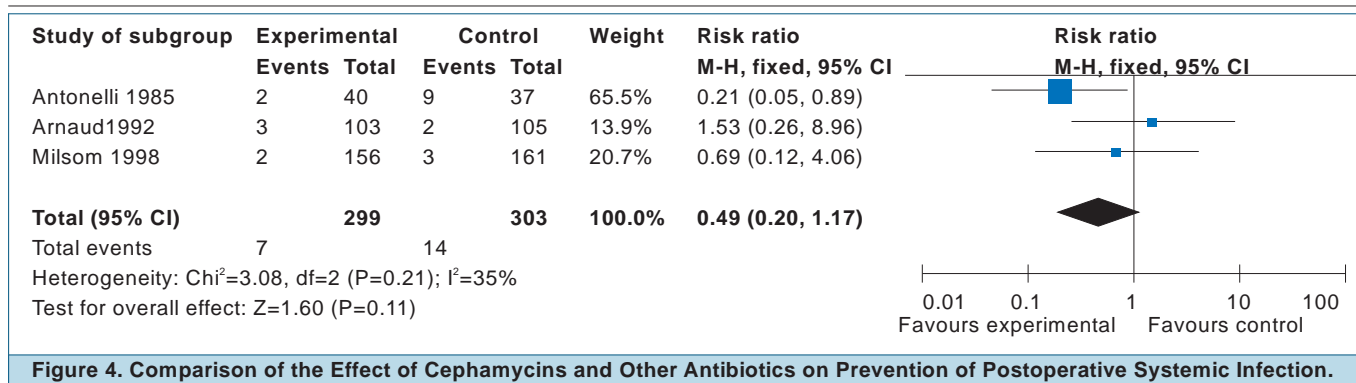 Study of subgroup Experimental Control Weight Risk ratio Risk ratio
Events Total Events Total M-H, fixed, 95% CI M-H, fixed, 95% CI
Antonelli 1985 2 40 9 37 65.5% 0.21 (0.05, 0.89)
Arnaud1992 3 103 2 105 13.9% 1.53 (0.26, 8.96)
Milsom 1998 2 156 3 161 20.7% 0.69 (0.12, 4.06)
Total (95% CI) 299 303 100.0% 0.49 (0.20, 1.17)
Total events 7 14
Heterogeneity: Chi²=3.08, df=2 (P=0.21); I²=35%
Test for overall effect: Z=1.60 (P=0.11)
0.01 0.1 1 10 100
Favours experimental Favours control
Figure 4. Comparison of the Effect of Cephamycins and Other Antibiotics on Prevention of Postoperative Systemic Infection.